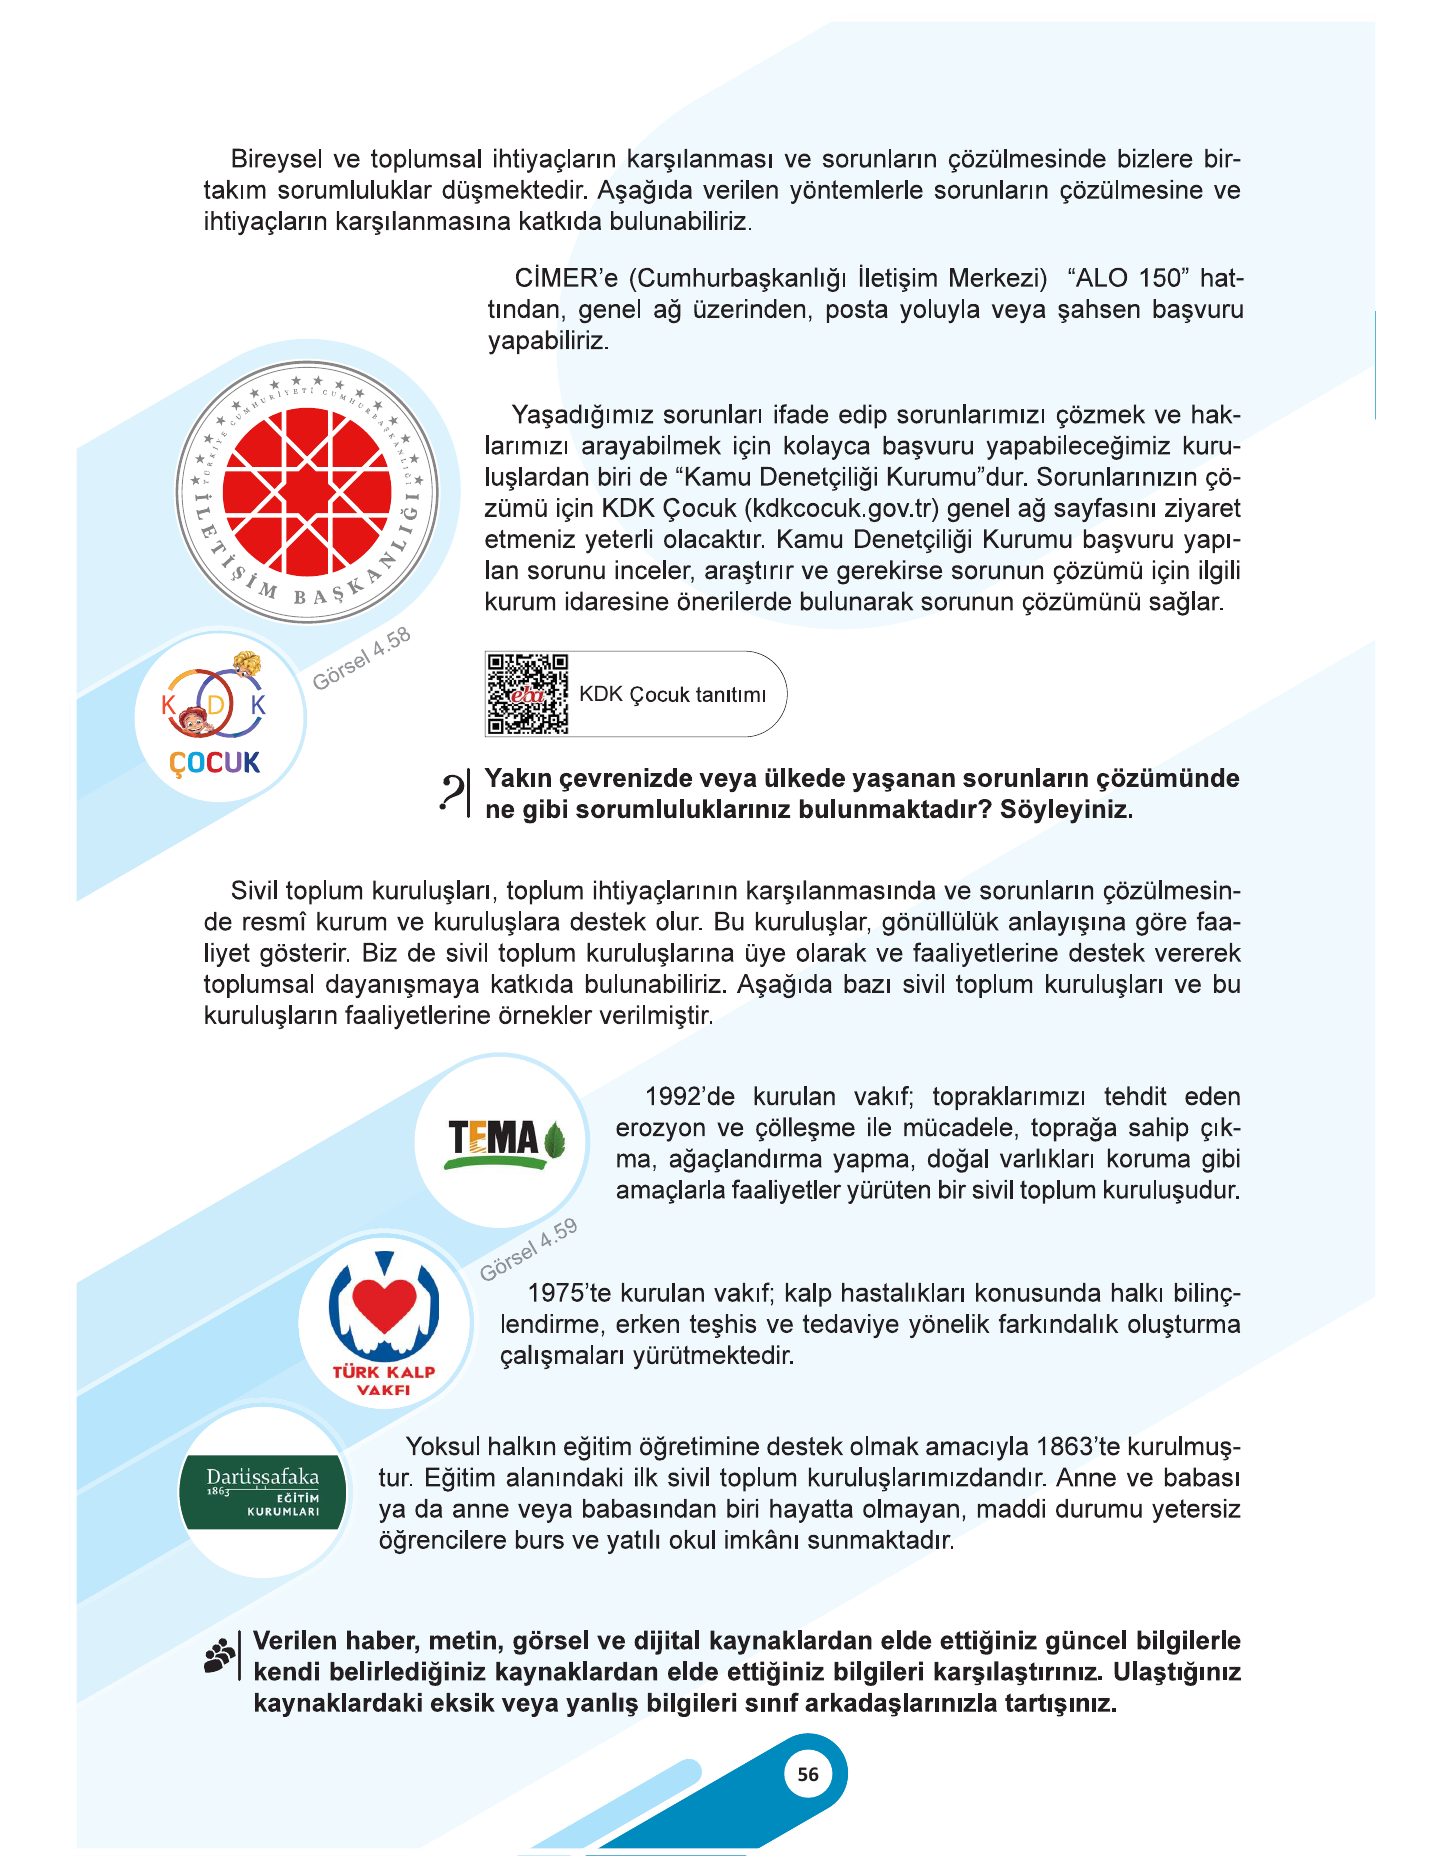 Bireysel ve toplumsal ihtiyaçların karşılanması ve sorunların çözülmesinde bizlere bir-
takım sorumluluklar düşmektedir. Aşağıda verilen yöntemlerle sorunların çözülmesine ve
ihtiyaçların karşılanmasına katkıda bulunabiliriz.
CİMER’e (Cumhurbaşkanlığı İletişim Merkezi) “ALO 150” hat-
tından, genel ağ üzerinden, posta yoluyla veya şahsen başvuru
yapabiliriz.
TÜRKİYE CUMHURİYETİ CUMHURBAŞKANLIĞI
İLETİŞİM BAŞKANLIĞI
Görsel 4.58
Yaşadığımız sorunları ifade edip sorunlarımızı çözmek ve hak-
larımızı arayabilmek için kolayca başvuru yapabileceğimiz kuru-
luşlardan biri de “Kamu Denetçiliği Kurumu”dur. Sorunlarınızın çö-
zümü için KDK Çocuk (kdkcocuk.gov.tr) genel ağ sayfasını ziyaret
etmeniz yeterli olacaktır. Kamu Denetçiliği Kurumu başvuru yapı-
lan sorunu inceler, araştırır ve gerekirse sorunun çözümü için ilgili
kurum idaresine önerilerde bulunarak sorunun çözümünü sağlar.
K D K
ÇOCUK
eba
KDK Çocuk tanıtımı
? Yakın çevrenizde veya ülkede yaşanan sorunların çözümünde
ne gibi sorumluluklarınız bulunmaktadır? Söyleyiniz.
Sivil toplum kuruluşları, toplum ihtiyaçlarının karşılanmasında ve sorunların çözülmesin-
de resmî kurum ve kuruluşlara destek olur. Bu kuruluşlar, gönüllülük anlayışına göre faa-
liyet gösterir. Biz de sivil toplum kuruluşlarına üye olarak ve faaliyetlerine destek vererek
toplumsal dayanışmaya katkıda bulunabiliriz. Aşağıda bazı sivil toplum kuruluşları ve bu
kuruluşların faaliyetlerine örnekler verilmiştir.
TEMA
1992’de kurulan vakıf; topraklarımızı tehdit eden
erozyon ve çölleşme ile mücadele, toprağa sahip çık-
ma, ağaçlandırma yapma, doğal varlıkları koruma gibi
amaçlarla faaliyetler yürüten bir sivil toplum kuruluşudur.
Görsel 4.59
TÜRK KALP
VAKFI
1975’te kurulan vakıf; kalp hastalıkları konusunda halkı bilinç-
lendirme, erken teşhis ve tedaviye yönelik farkındalık oluşturma
çalışmaları yürütmektedir.
Darüşşafaka
1863
EĞİTİM
KURUMLARI
Yoksul halkın eğitim öğretimine destek olmak amacıyla 1863’te kurulmuş-
tur. Eğitim alanındaki ilk sivil toplum kuruluşlarımızdandır. Anne ve babası
ya da anne veya babasından biri hayatta olmayan, maddi durumu yetersiz
öğrencilere burs ve yatılı okul imkânı sunmaktadır.
Verilen haber, metin, görsel ve dijital kaynaklardan elde ettiğiniz güncel bilgilerle
kendi belirlediğiniz kaynaklardan elde ettiğiniz bilgileri karşılaştırınız. Ulaştığınız
kaynaklardaki eksik veya yanlış bilgileri sınıf arkadaşlarınızla tartışınız.
56